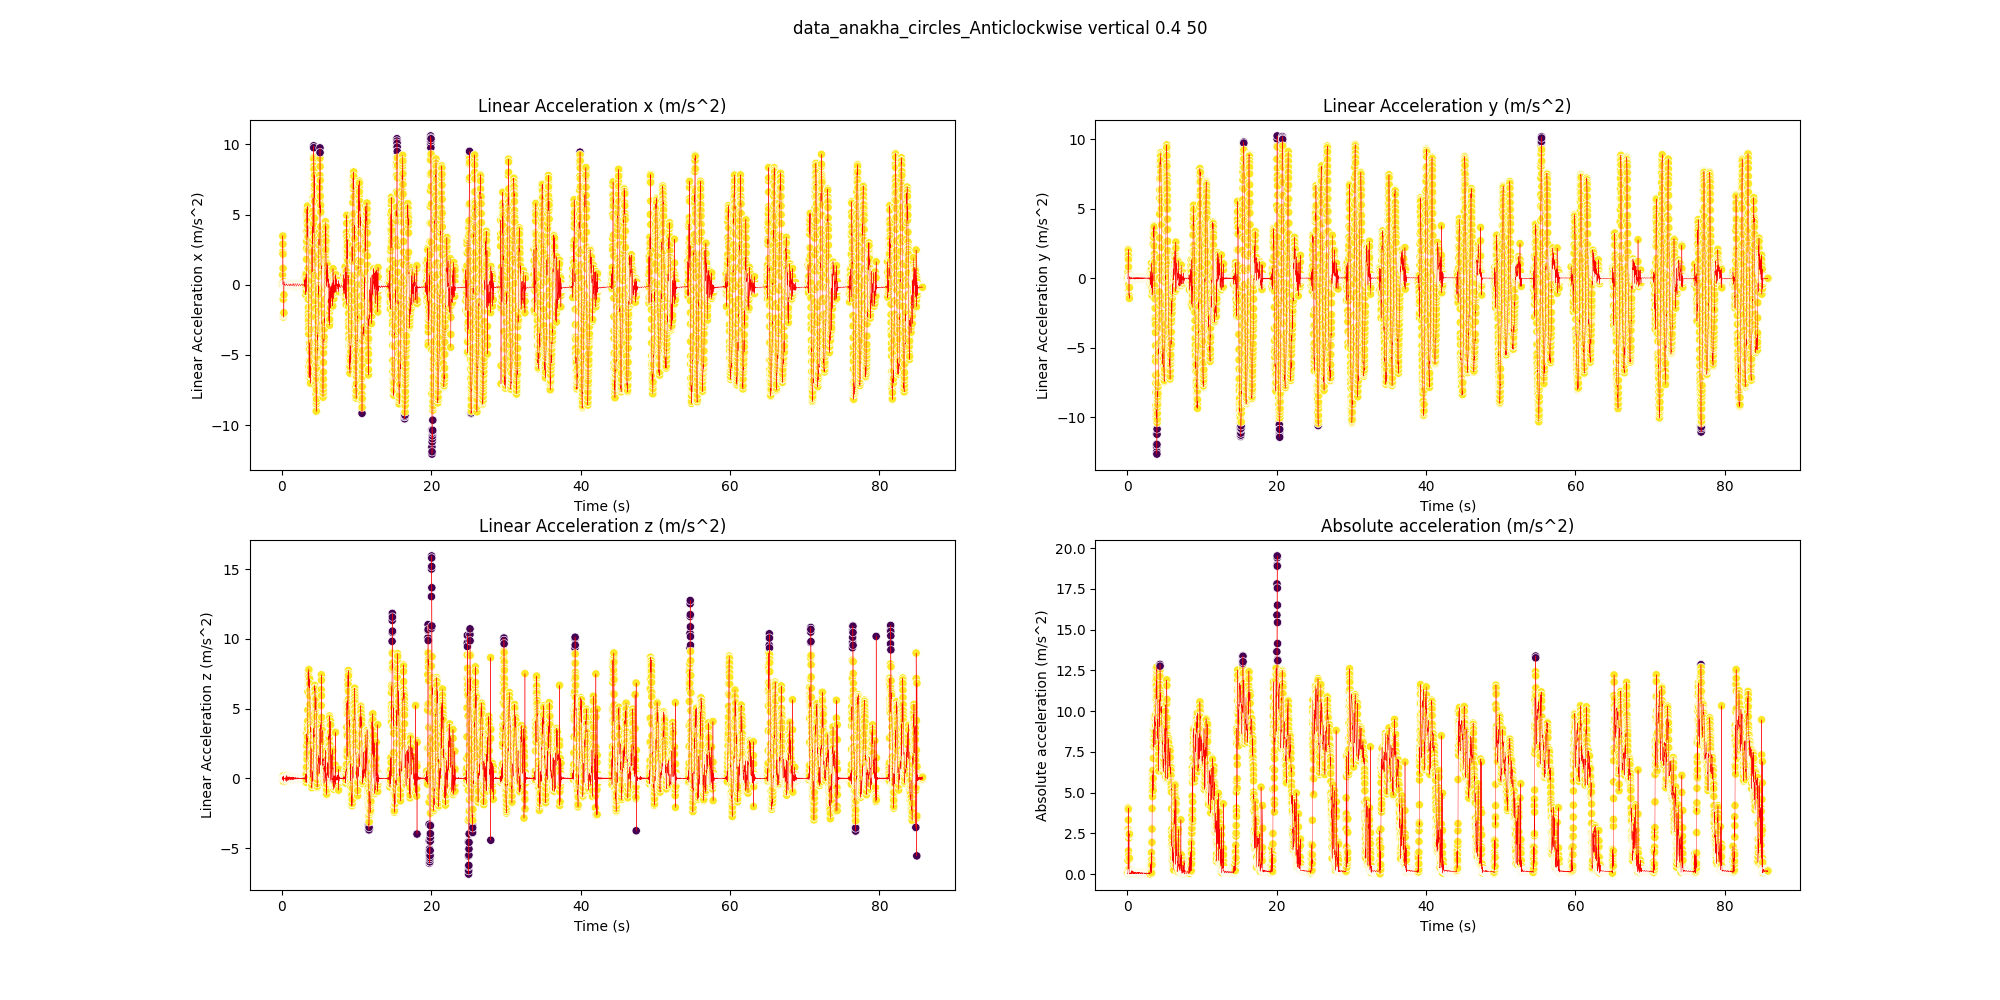 data_anakha_circles_Anticlockwise vertical 0.4 50
Linear Acceleration x (m/s^2)
Linear Acceleration x (m/s^2)
10
5
0
−5
−10
0 20 40 60 80
Time (s)
Linear Acceleration y (m/s^2)
Linear Acceleration y (m/s^2)
10
5
0
−5
−10
0 20 40 60 80
Time (s)
Linear Acceleration z (m/s^2)
Linear Acceleration z (m/s^2)
15
10
5
0
−5
0 20 40 60 80
Time (s)
Absolute acceleration (m/s^2)
Absolute acceleration (m/s^2)
20.0
17.5
15.0
12.5
10.0
7.5
5.0
2.5
0.0
0 20 40 60 80
Time (s)